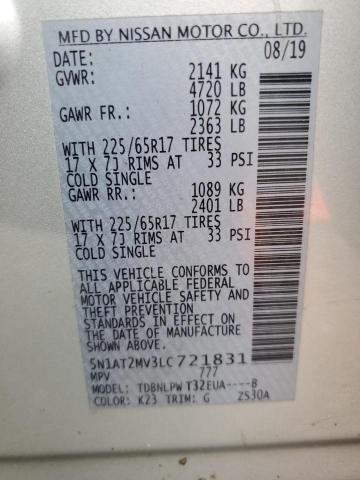 MFD BY NISSAN MOTOR CO., LTD.
DATE: 08/19
GVWR: 2141 KG
4720 LB
GAWR FR.: 1072 KG
2363 LB
WITH 225/65R17 TIRES
17 X 7J RIMS AT 33 PSI
COLD SINGLE
GAWR RR.: 1089 KG
2401 LB
WITH 225/65R17 TIRES
17 X 7J RIMS AT 33 PSI
COLD SINGLE
THIS VEHICLE CONFORMS TO
ALL APPLICABLE FEDERAL
MOTOR VEHICLE SAFETY AND
THEFT PREVENTION
STANDARDS IN EFFECT ON
THE DATE OF MANUFACTURE
SHOWN ABOVE.
5N1AT2MV3LC721831
MPV 777
MODEL: TDBNLPW T32EUA----B
COLOR: K23 TRIM: G ZS30A